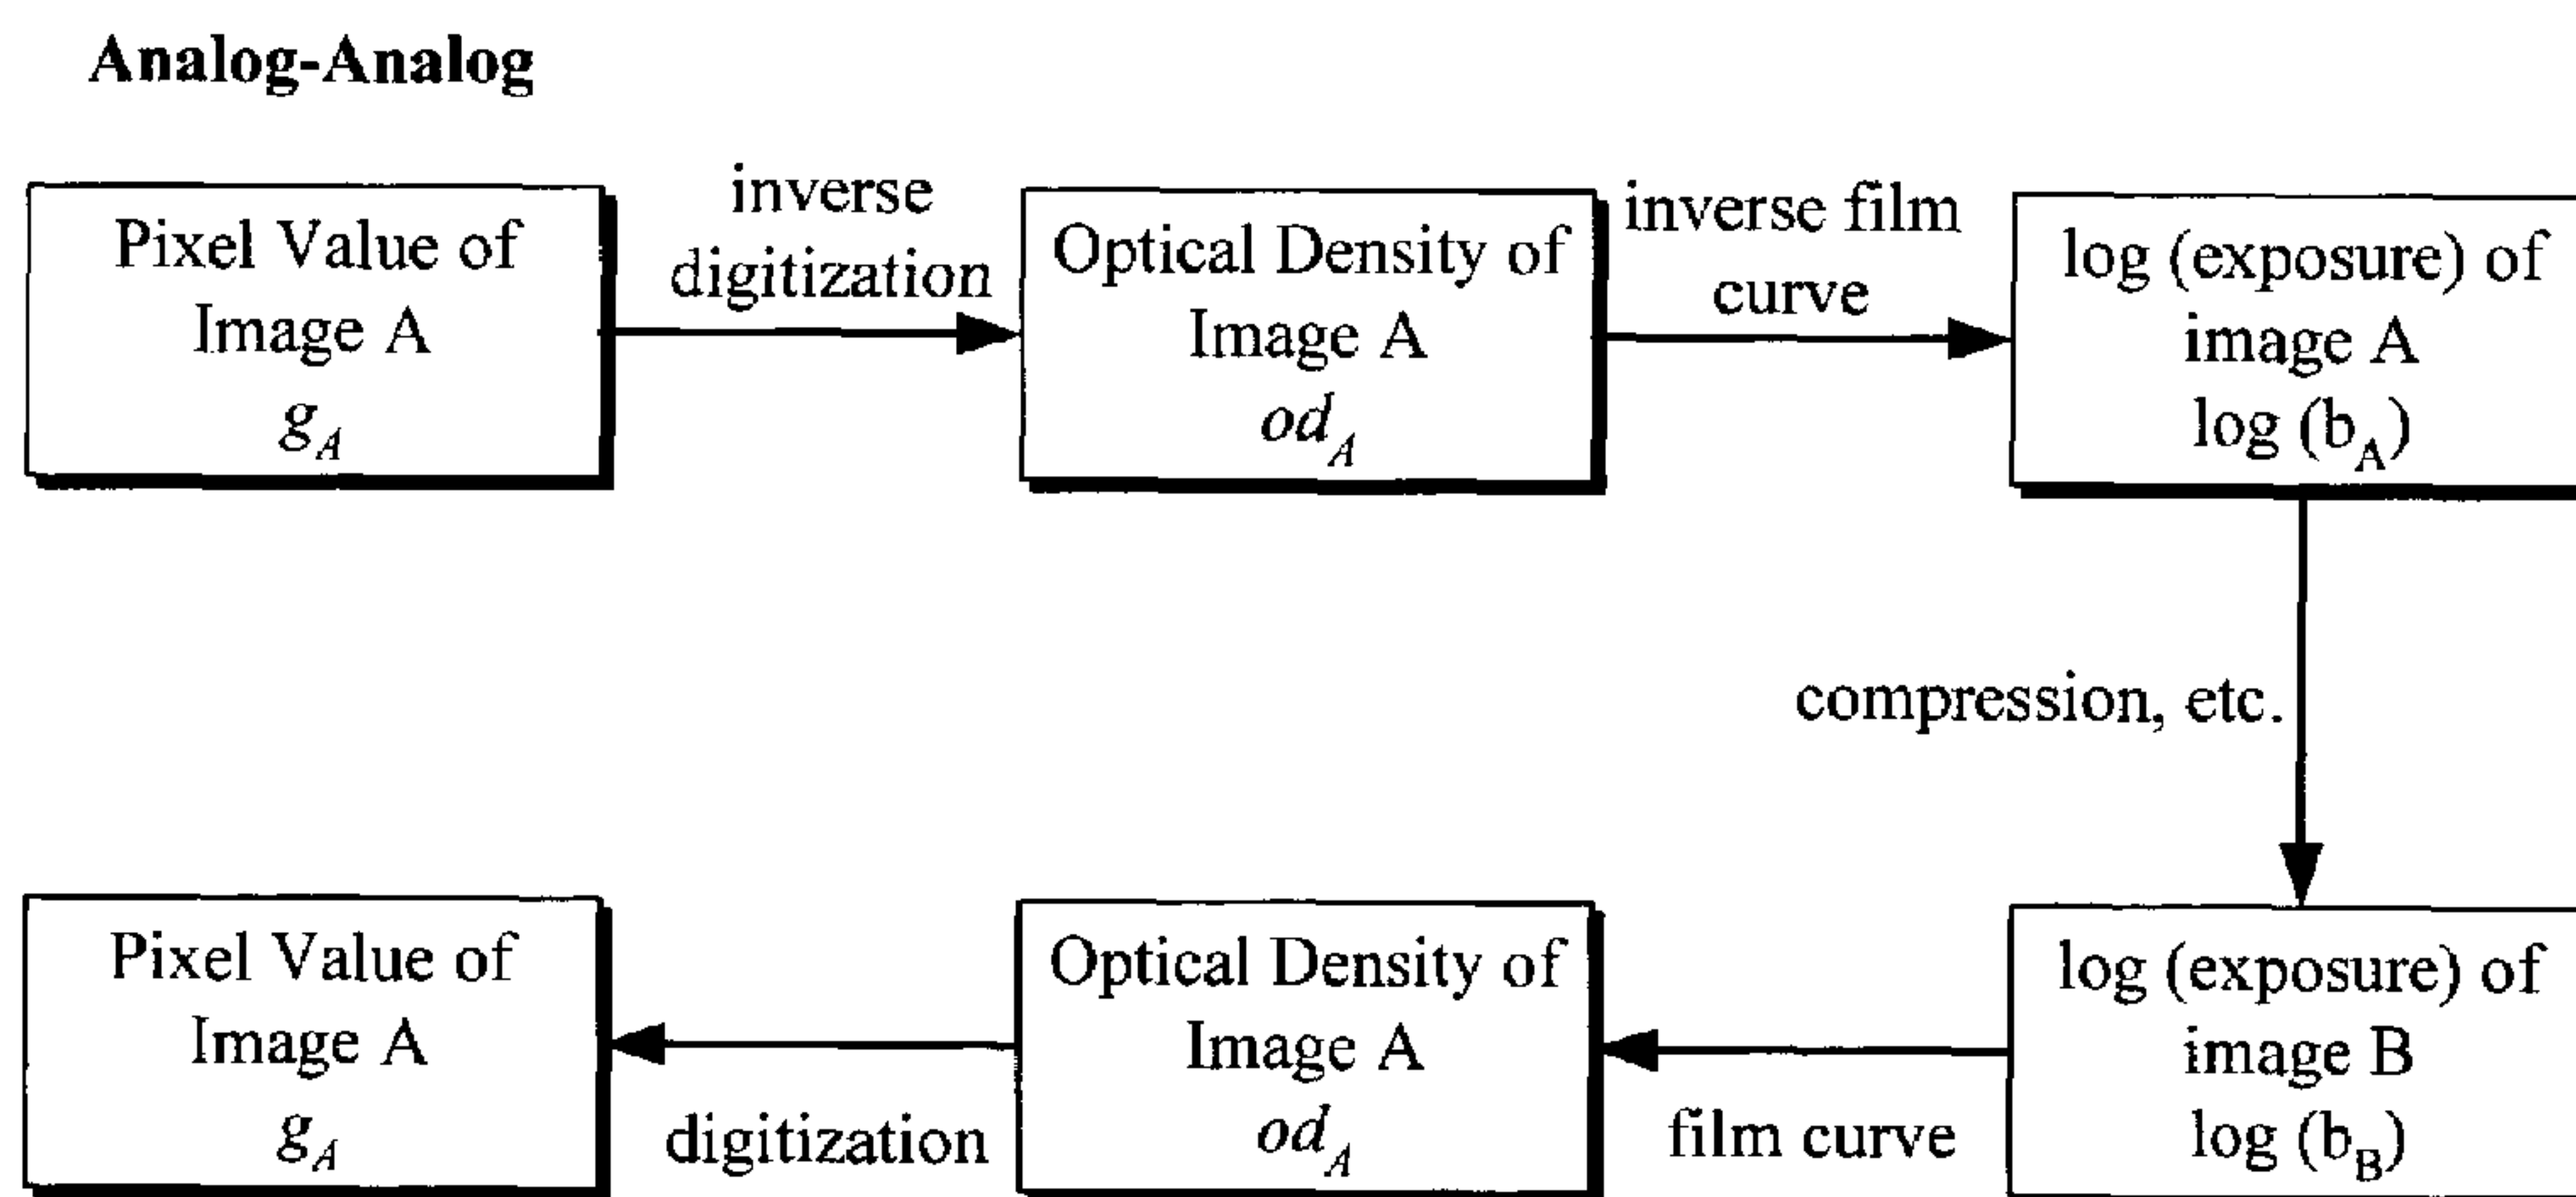 Analog-Analog
Pixel Value of
Image A
g_A
inverse
digitization
Optical Density of
Image A
od_A
inverse film
curve
log (exposure) of
image A
log (b_A)
compression, etc.
log (exposure) of
image B
log (b_B)
film curve
Optical Density of
Image A
od_A
digitization
Pixel Value of
Image A
g_A